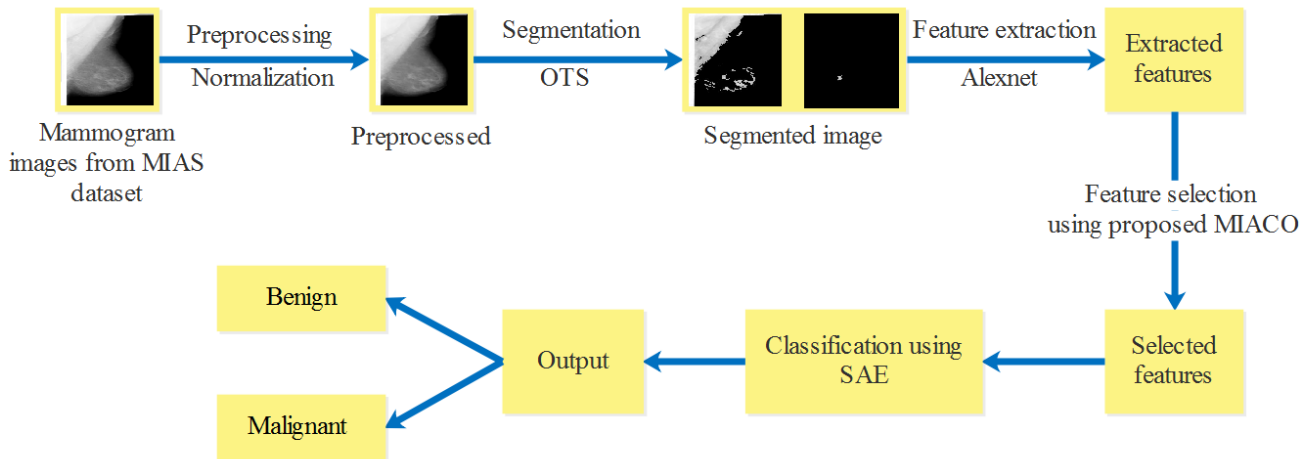 Preprocessing
Normalization
Segmentation
OTS
Feature extraction
Alexnet
Extracted
features
Mammogram
images from MIAS
dataset
Preprocessed
Segmented image
Feature selection
using proposed MIACO
Benign
Malignant
Output
Classification using
SAE
Selected
features